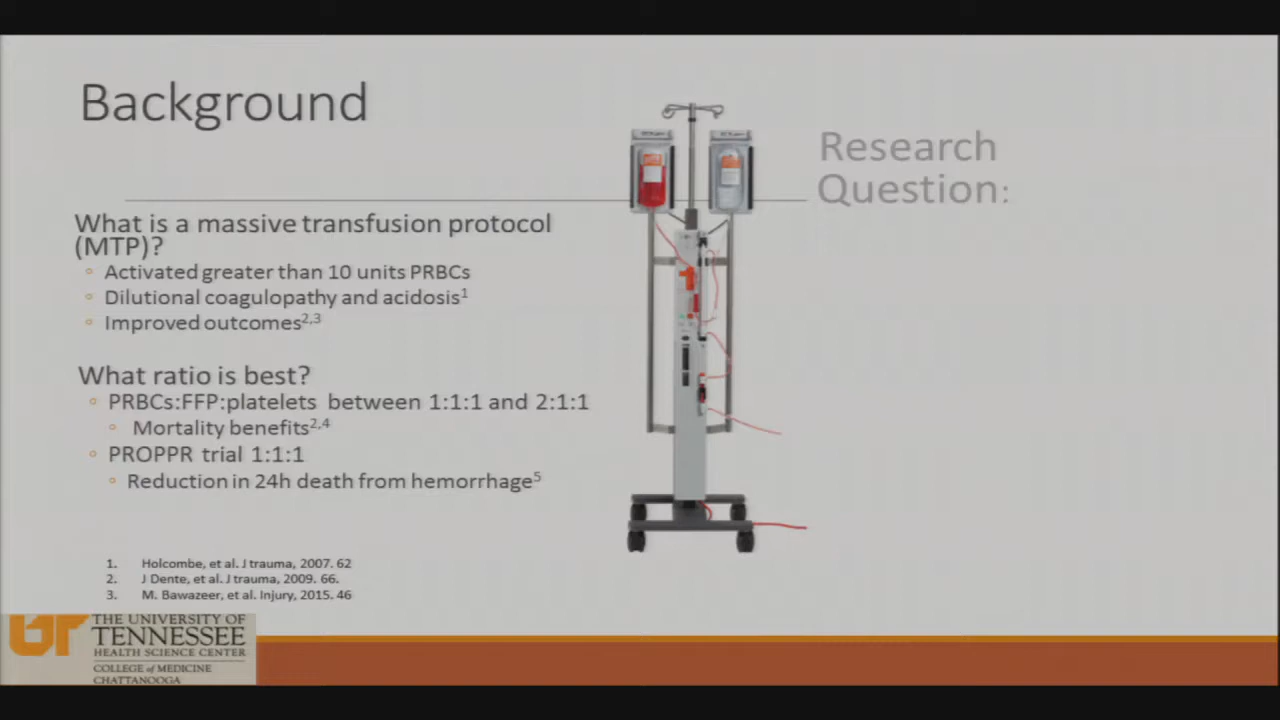 Background
What is a massive transfusion protocol
(MTP)?
◦ Activated greater than 10 units PRBCs
◦ Dilutional coagulopathy and acidosis1
◦ Improved outcomes2,3
What ratio is best?
◦ PRBCs:FFP:platelets between 1:1:1 and 2:1:1
◦ Mortality benefits2,4
◦ PROPPR trial 1:1:1
◦ Reduction in 24h death from hemorrhage5
1. Holcombe, et al. J trauma, 2007. 62
2. J Dente, et al. J trauma, 2009. 66.
3. M. Bawazeer, et al. Injury, 2015. 46
Research
Question:
UT
THE UNIVERSITY OF
TENNESSEE
HEALTH SCIENCE CENTER
COLLEGE of MEDICINE
CHATTANOOGA